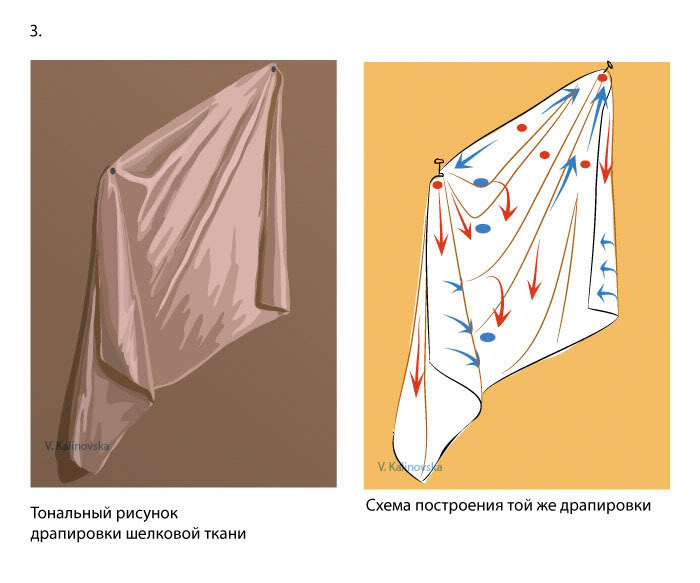 3.
V. Kalinovska
V. Kalinovska
Тональный рисунок
драпировки шелковой ткани
Схема построения той же драпировки